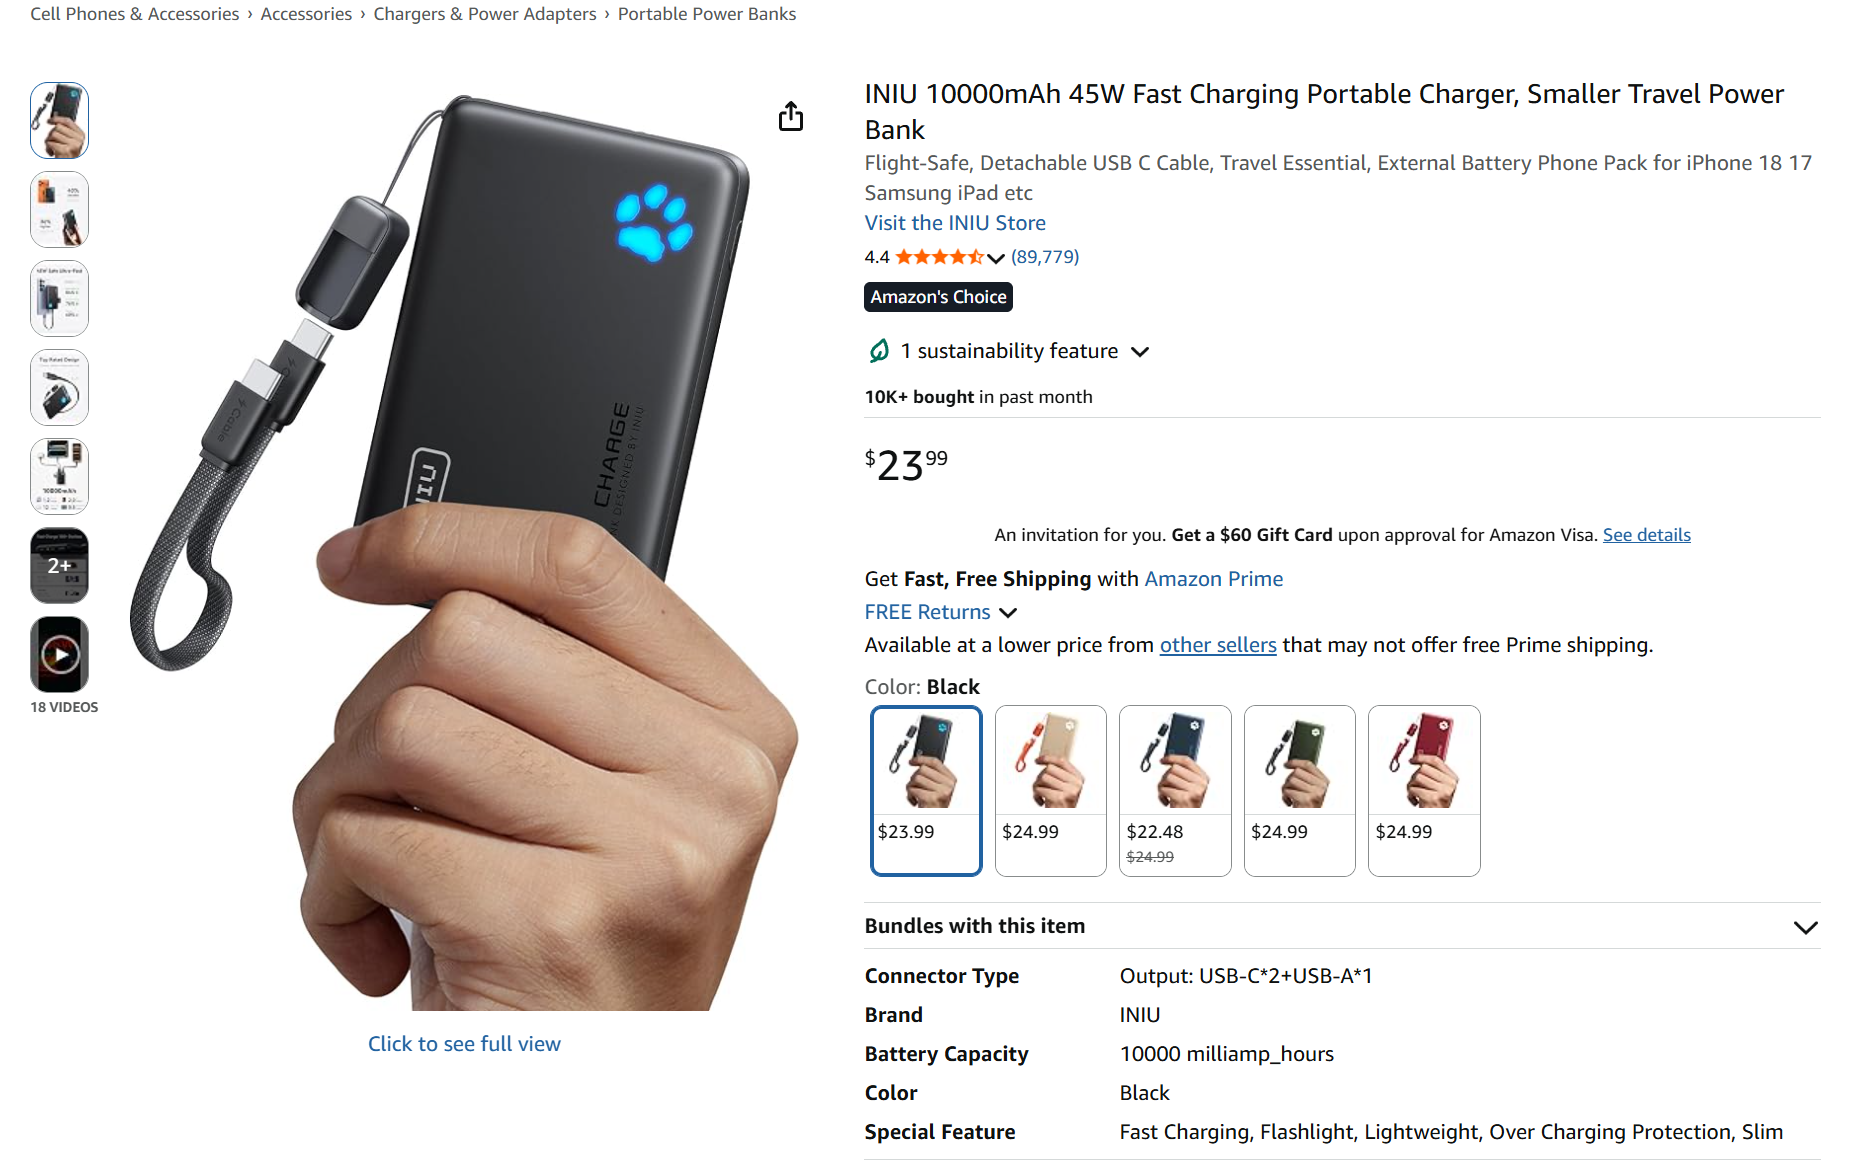 Cell Phones & Accessories › Accessories › Chargers & Power Adapters › Portable Power Banks
INIU
CHARGE
DESIGNED BY INIU
Cable
2+
18 VIDEOS
Click to see full view
INIU 10000mAh 45W Fast Charging Portable Charger, Smaller Travel Power
Bank
Flight-Safe, Detachable USB C Cable, Travel Essential, External Battery Phone Pack for iPhone 18 17
Samsung iPad etc
Visit the INIU Store
4.4 (89,779)
Amazon's Choice
1 sustainability feature
10K+ bought in past month
$23.99
An invitation for you. Get a $60 Gift Card upon approval for Amazon Visa. See details
Get Fast, Free Shipping with Amazon Prime
FREE Returns
Available at a lower price from other sellers that may not offer free Prime shipping.
Color: Black
$23.99 $24.99 $22.48 $24.99 $24.99
$24.99
Bundles with this item
Connector Type Output: USB-C*2+USB-A*1
Brand INIU
Battery Capacity 10000 milliamp_hours
Color Black
Special Feature Fast Charging, Flashlight, Lightweight, Over Charging Protection, Slim